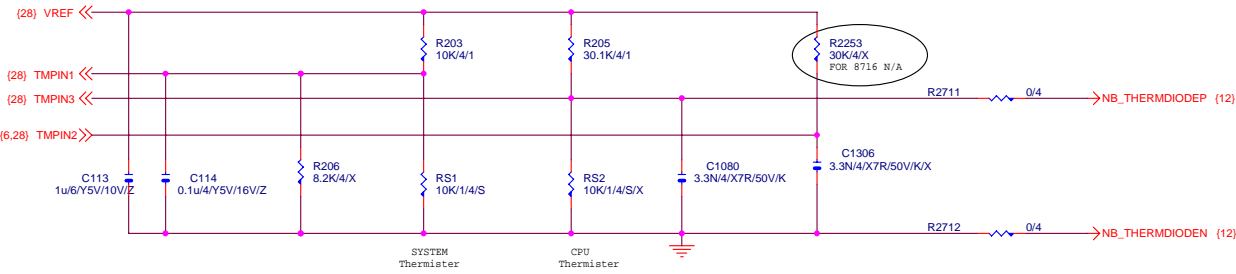 {28} VREF
R203
10K/4/1
R205
30.1K/4/1
R2253
30K/4/X
FOR 8716 N/A
{28} TMPIN1
{28} TMPIN3
R2711
0/4
NB_THERMDIODEP {12}
{6,28} TMPIN2
C113
1u/6/Y5V/10V/Z
C114
0.1u/4/Y5V/16V/Z
R206
8.2K/4/X
RS1
10K/1/4/S
RS2
10K/1/4/S/X
C1080
3.3N/4/X7R/50V/K
C1306
3.3N/4/X7R/50V/K/X
R2712
0/4
NB_THERMDIODEN {12}
SYSTEM
Thermister
CPU
Thermister